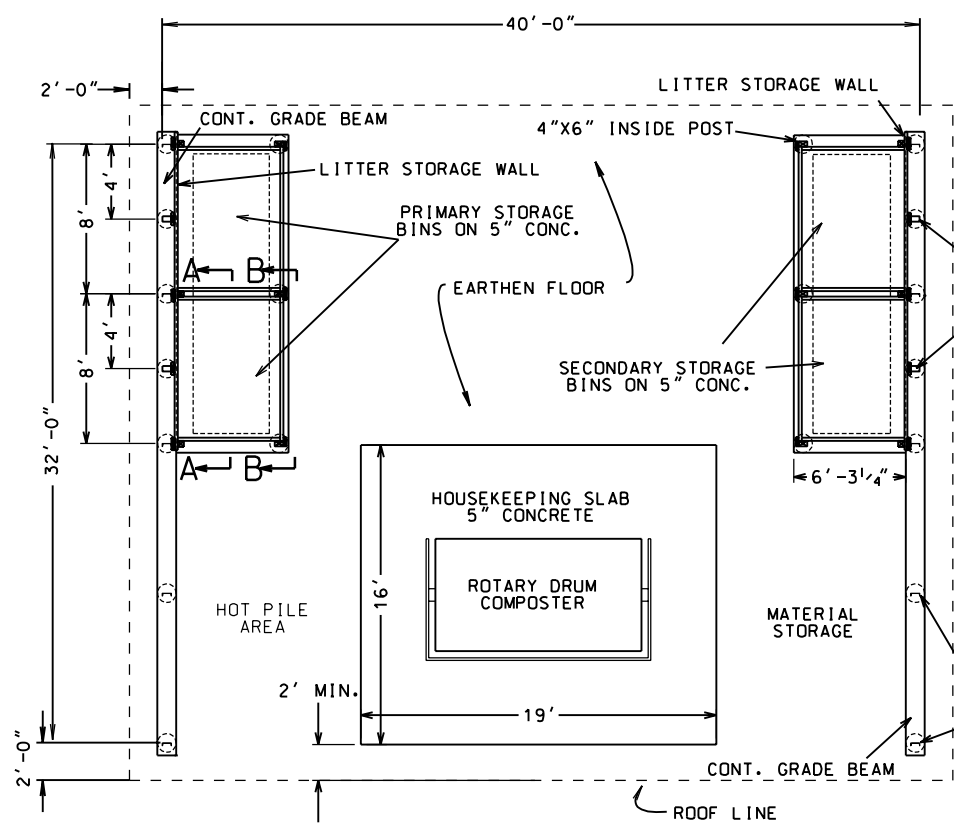 40'-0"
2'-0"
LITTER STORAGE WALL
CONT. GRADE BEAM
4"X6" INSIDE POST
LITTER STORAGE WALL
4'
8'
PRIMARY STORAGE
BINS ON 5" CONC.
A B
EARTHEN FLOOR
4'
8'
SECONDARY STORAGE
BINS ON 5" CONC.
32'-0"
A B
6'-3 1/4"
HOUSEKEEPING SLAB
5" CONCRETE
16'
ROTARY DRUM
COMPOSTER
HOT PILE
AREA
MATERIAL
STORAGE
2' MIN.
19'
2'-0"
CONT. GRADE BEAM
ROOF LINE